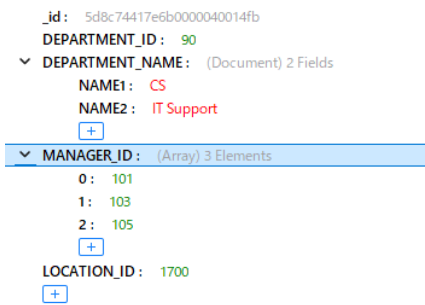 _id : 5d8c74417e6b0000040014fb
DEPARTMENT_ID : 90
DEPARTMENT_NAME : (Document) 2 Fields
NAME1 : CS
NAME2 : IT Support
+
MANAGER_ID : (Array) 3 Elements
0 : 101
1 : 103
2 : 105
+
LOCATION_ID : 1700
+